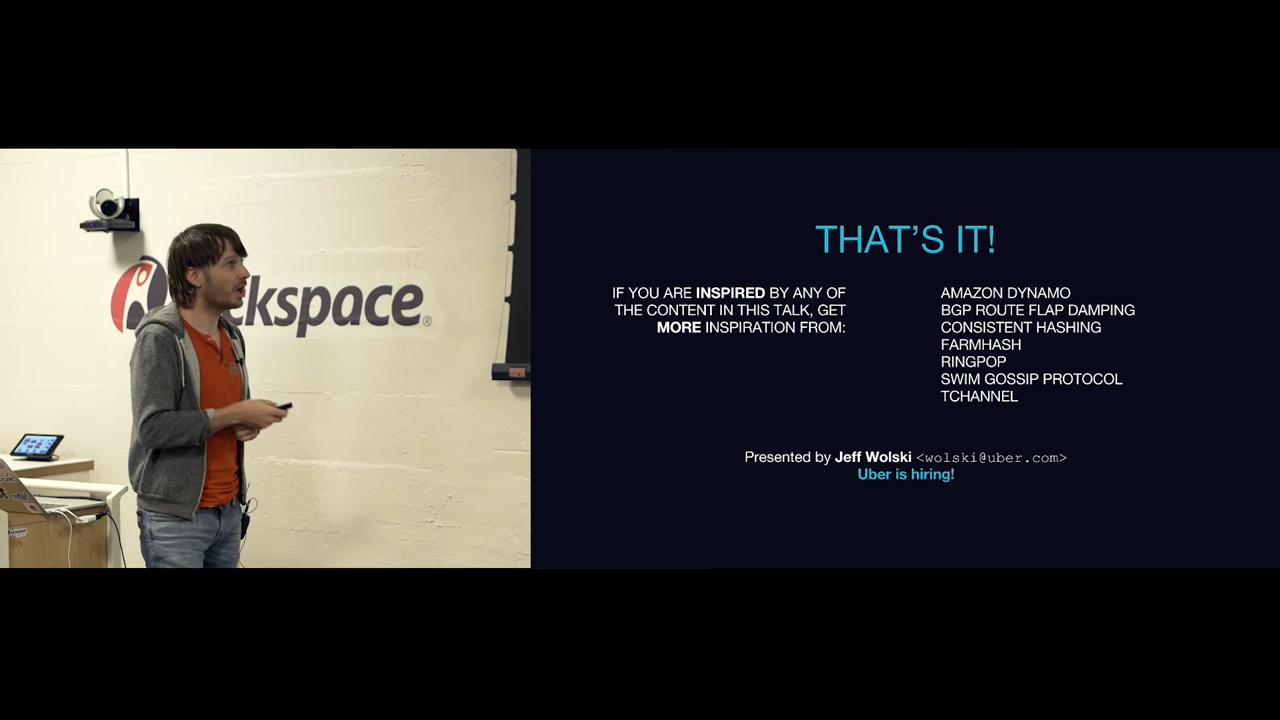 ckspace®
THAT'S IT!
IF YOU ARE INSPIRED BY ANY OF
THE CONTENT IN THIS TALK, GET
MORE INSPIRATION FROM:
AMAZON DYNAMO
BGP ROUTE FLAP DAMPING
CONSISTENT HASHING
FARMHASH
RINGPOP
SWIM GOSSIP PROTOCOL
TCHANNEL
Presented by Jeff Wolski <wolski@uber.com>
Uber is hiring!